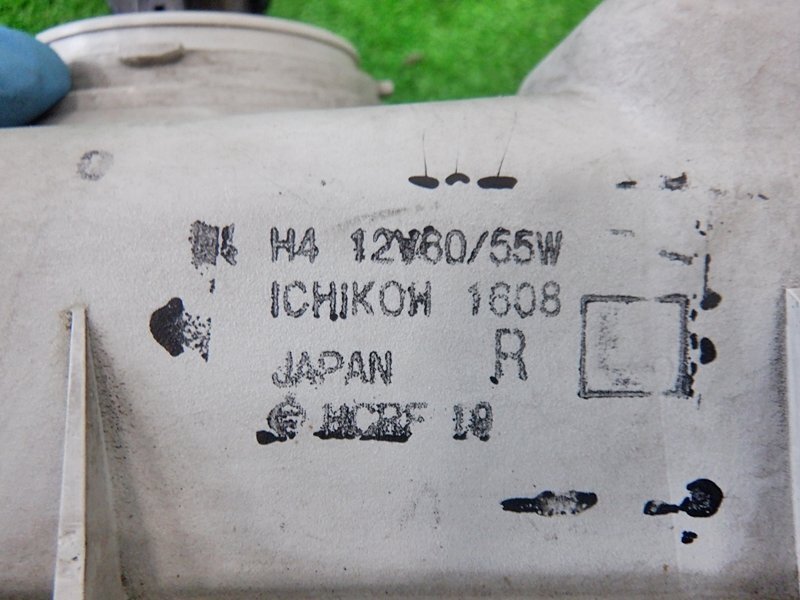 H4 12V60/55W
ICHIKOH 1608
JAPAN R
HCRF 10